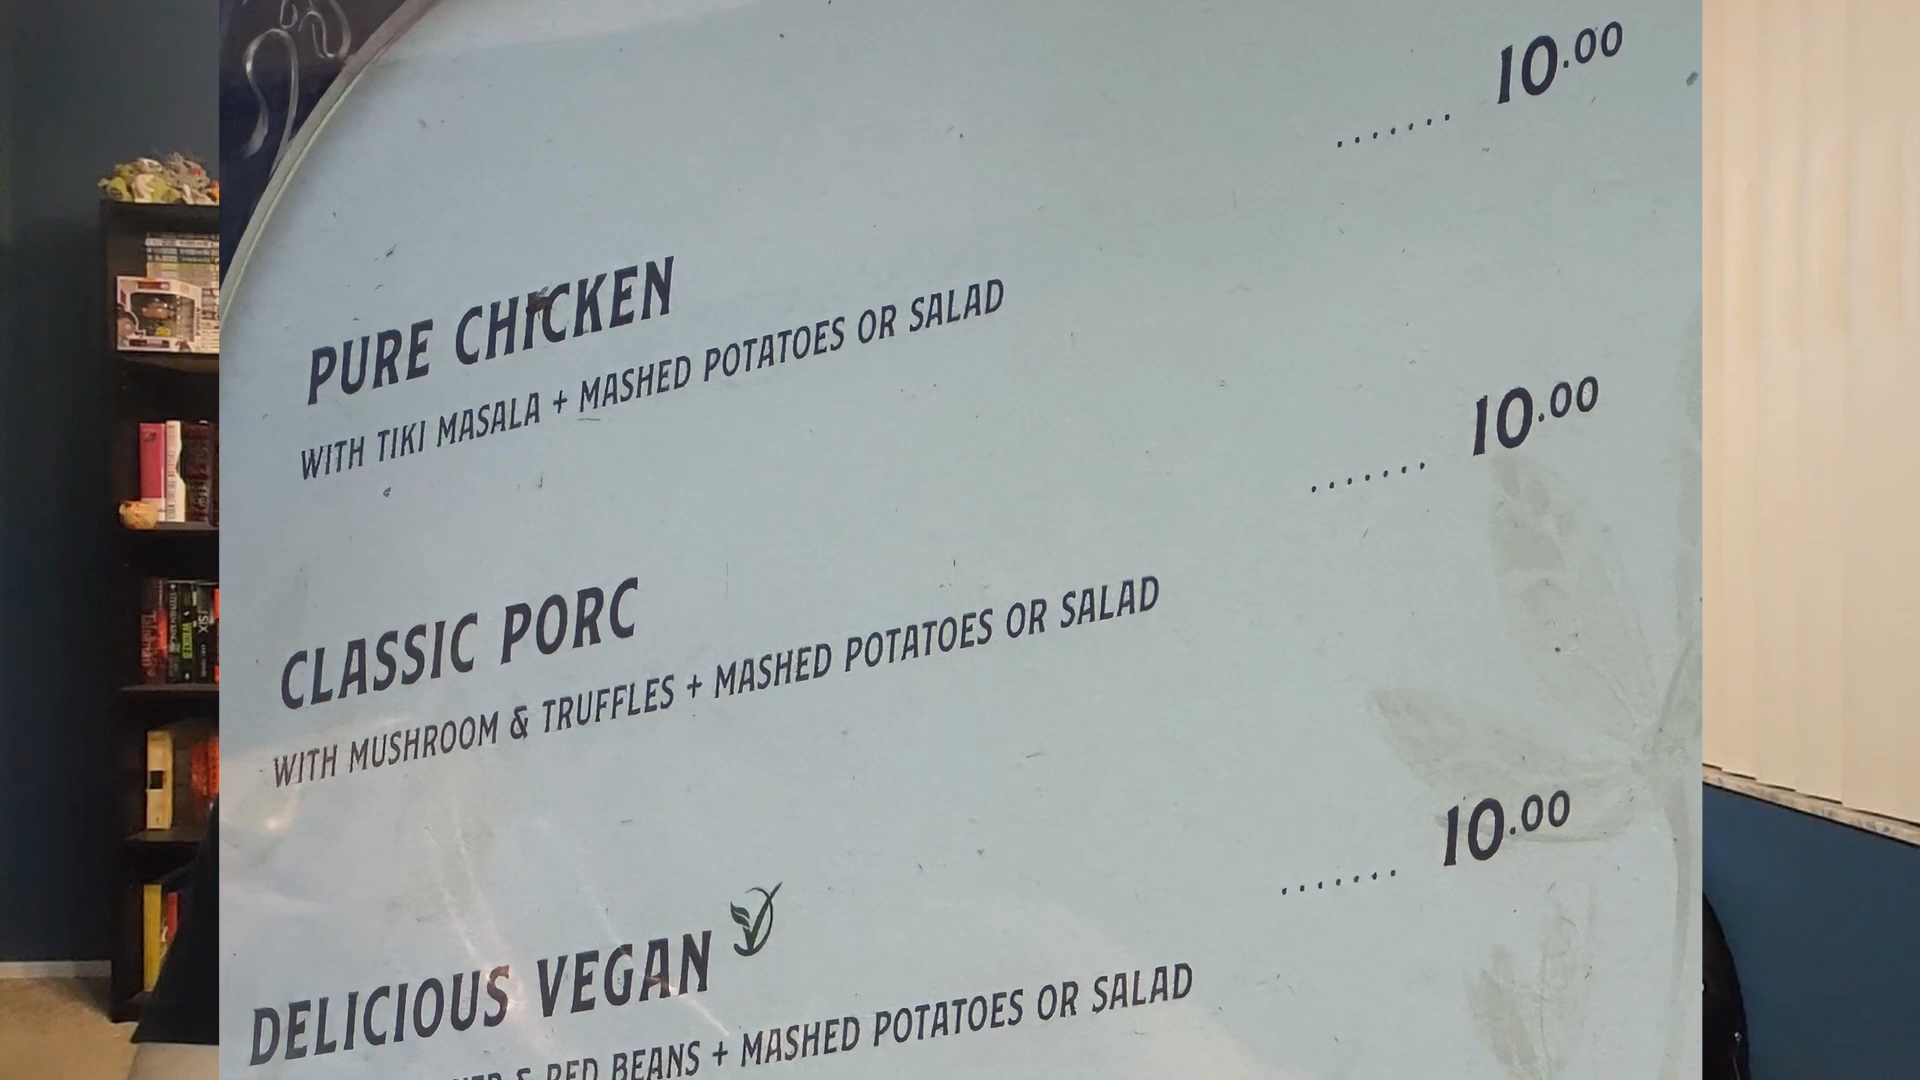 10.00
PURE CHICKEN
WITH TIKI MASALA + MASHED POTATOES OR SALAD
....... 10.00
CLASSIC PORC
WITH MUSHROOM & TRUFFLES + MASHED POTATOES OR SALAD
....... 10.00
DELICIOUS VEGAN
& RED BEANS + MASHED POTATOES OR SALAD